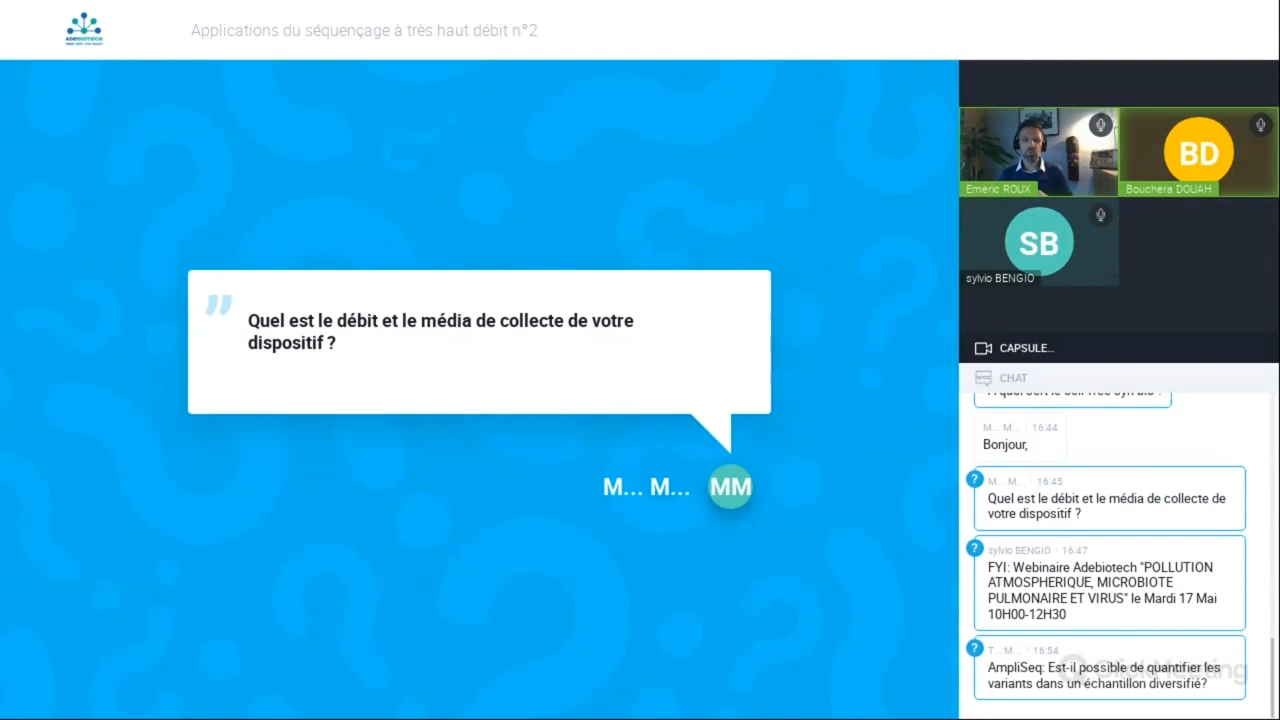 ADEBIOTECH
Applications du séquençage à très haut débit n°2
Quel est le débit et le média de collecte de votre
dispositif ?
M... M... MM
BD
Emeric ROUX
Bouchera DOUAH
SB
sylvio BENGIO
CAPSULE...
CHAT
M... M... 16:44
Bonjour,
? M... M... 16:45
Quel est le débit et le média de collecte de
votre dispositif ?
? sylvio BENGIO 16:47
FYI: Webinaire Adebiotech "POLLUTION
ATMOSPHERIQUE, MICROBIOTE
PULMONAIRE ET VIRUS" le Mardi 17 Mai
10H00-12H30
? T... M... 16:54
AmpliSeq: Est-il possible de quantifier les
variants dans un échantillon diversifié?
ClickMeeting